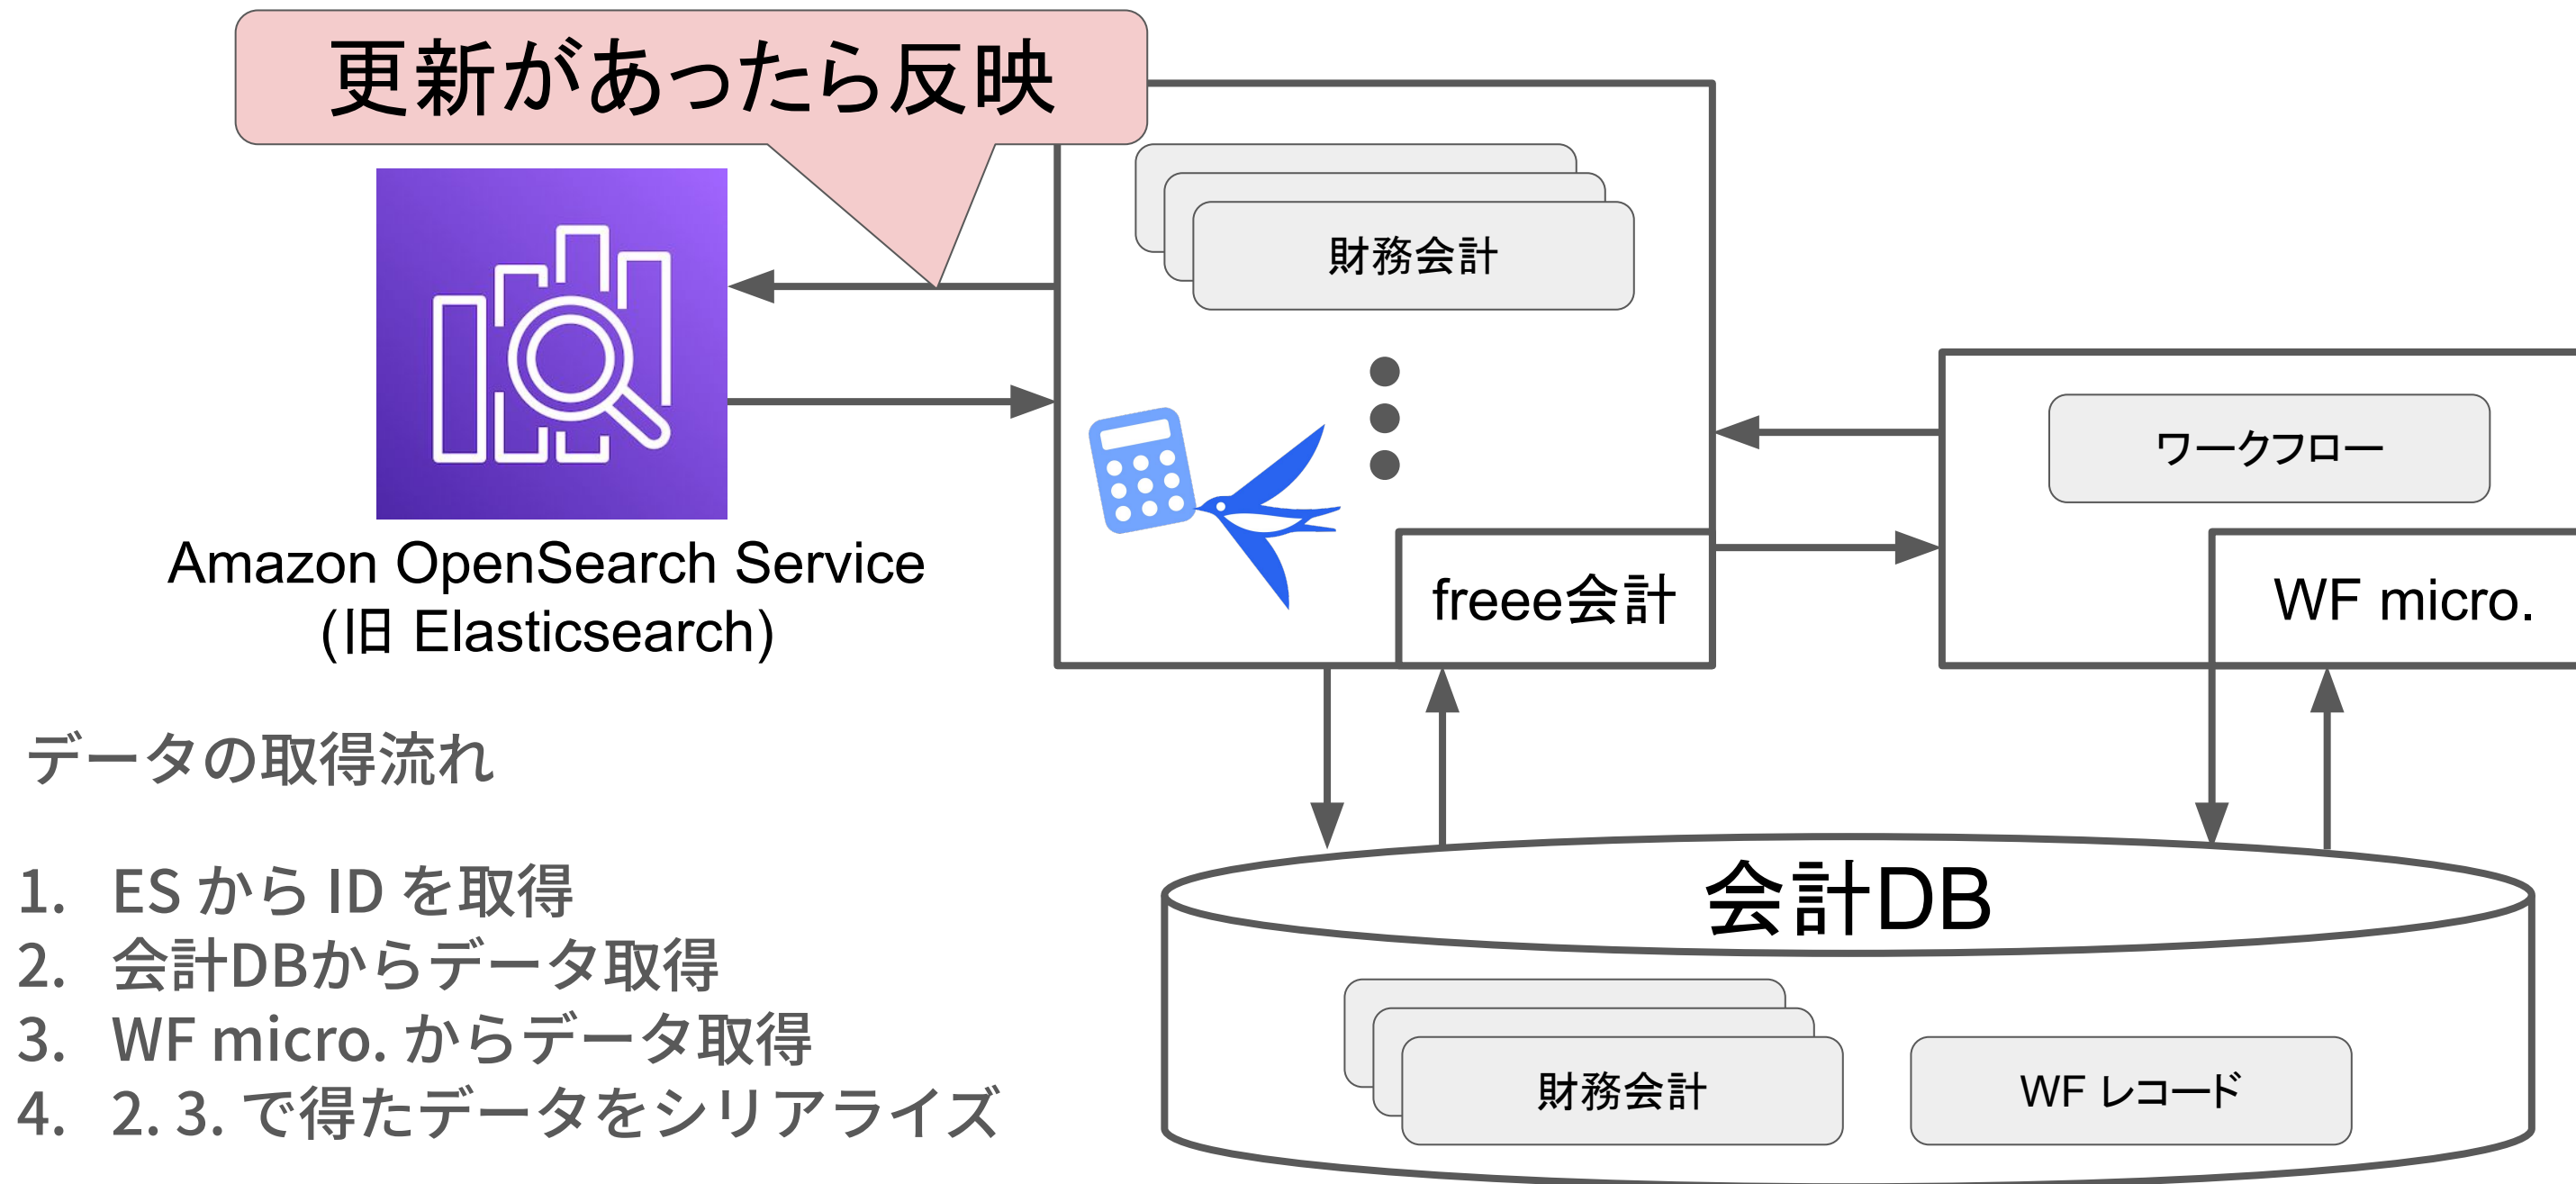 更新があったら反映
財務会計
ワークフロー
Amazon OpenSearch Service
(旧 Elasticsearch)
freee会計
WF micro.
データの取得流れ
1. ES から ID を取得
2. 会計DBからデータ取得
3. WF micro. からデータ取得
4. 2. 3. で得たデータをシリアライズ
会計DB
財務会計
WF レコード